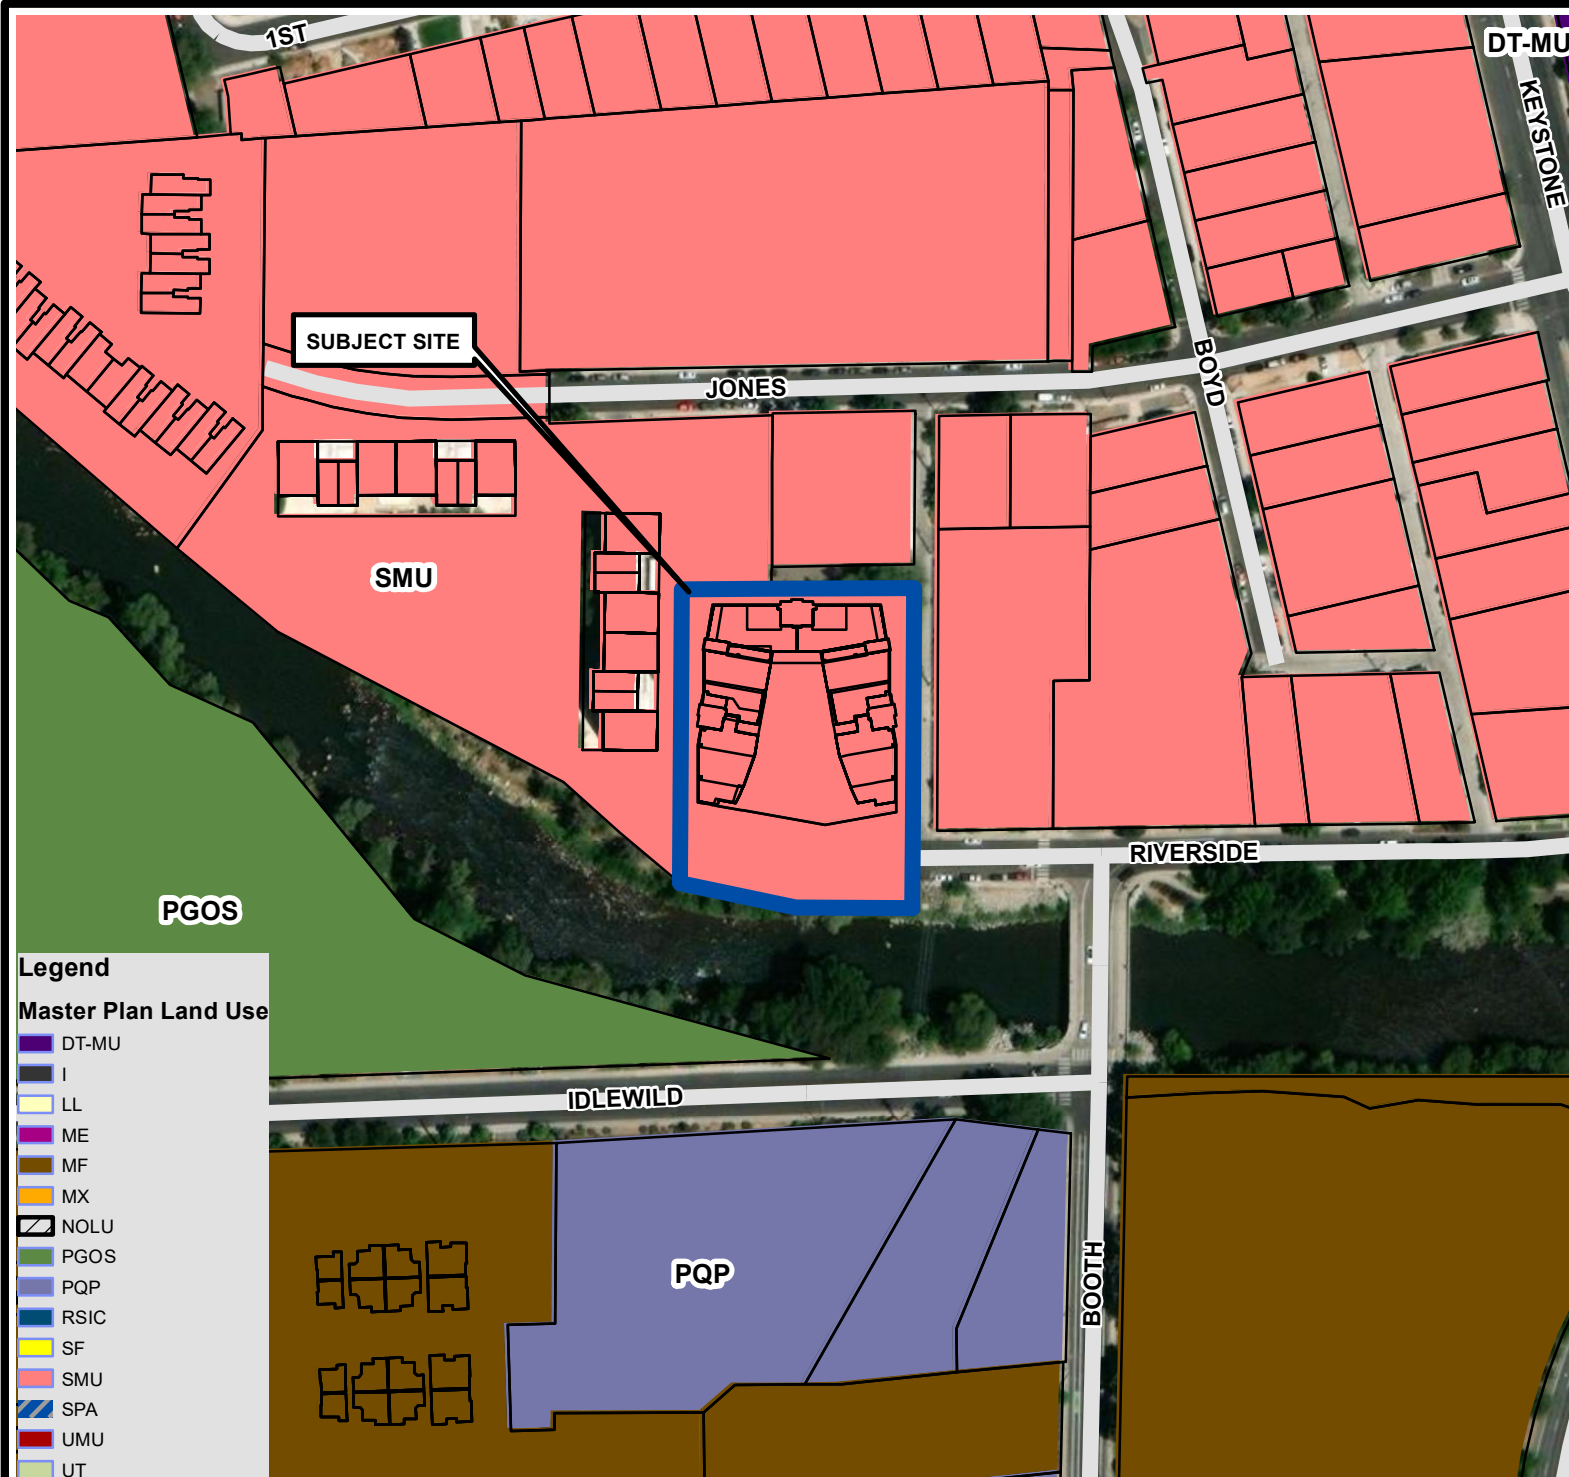 1ST
DT-MU
KEYSTONE
SUBJECT SITE
JONES
BOYD
SMU
RIVERSIDE
PGOS
IDLEWILD
PQP
BOOTH
Legend
Master Plan Land Use
DT-MU
I
LL
ME
MF
MX
NOLU
PGOS
PQP
RSIC
SF
SMU
SPA
UMU
UT